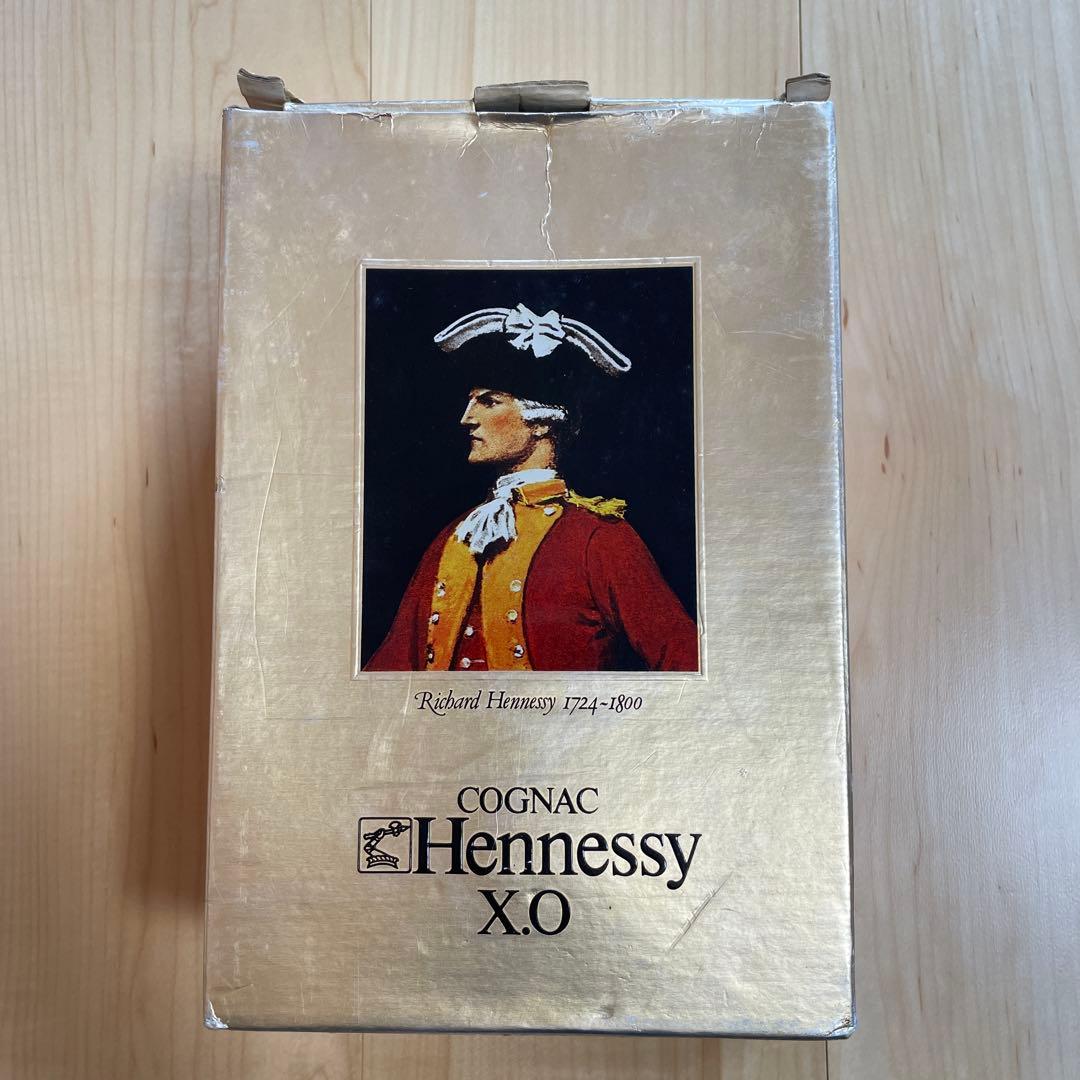 Richard Hennessy 1724~1800
COGNAC
Hennessy
X.O